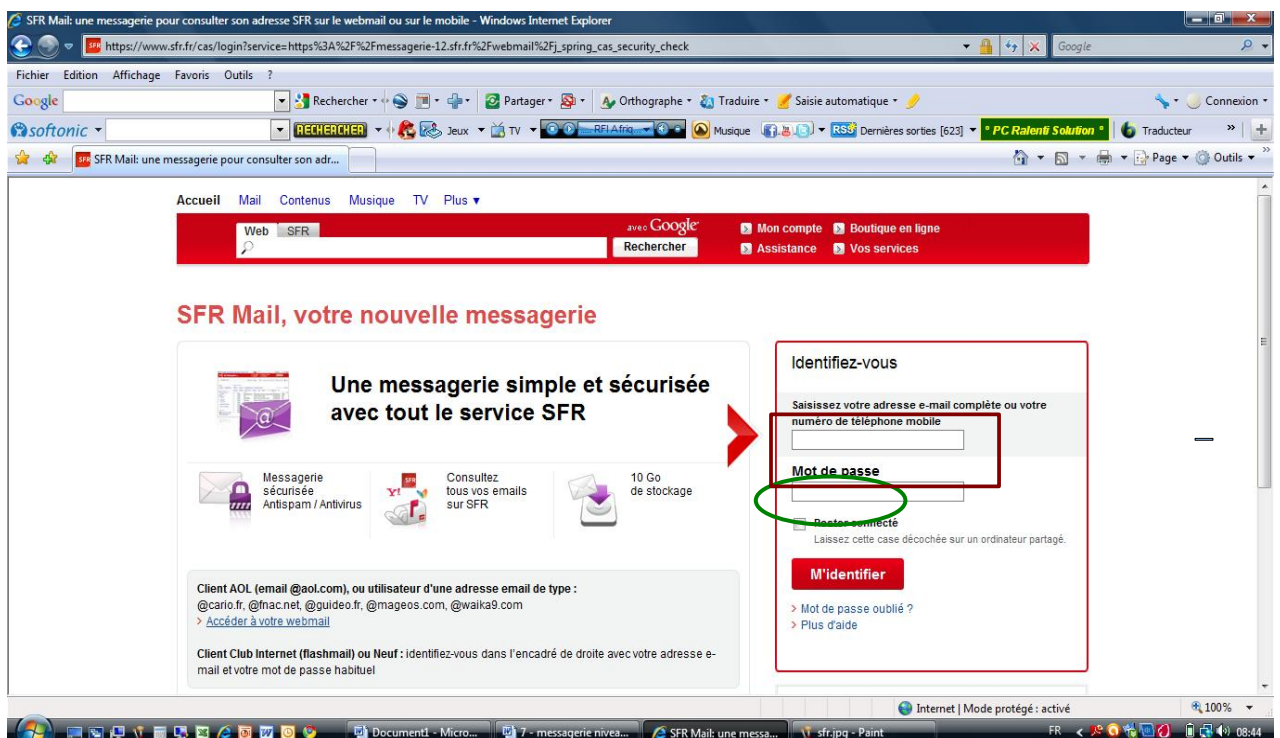 SFR Mail: une messagerie pour consulter son adresse SFR sur le webmail ou sur le mobile - Windows Internet Explorer
https://www.sfr.fr/cas/login?service=https%3A%2F%2Fmessagerie-12.sfr.fr%2Fwebmail%2Fj_spring_cas_security_check
Google
Fichier Edition Affichage Favoris Outils ?
Google Rechercher Partager Orthographe Traduire Saisie automatique Connexion
softonic RECHERCHER Jeux TV RFI Afriq Musique RSS Dernières sorties [623] * PC Ralenti Solution * Traducteur »
SFR Mail: une messagerie pour consulter son adr... Page Outils »
Accueil Mail Contenus Musique TV Plus
Web SFR avec Google
Rechercher
Mon compte Boutique en ligne
Assistance Vos services
SFR Mail, votre nouvelle messagerie
Une messagerie simple et sécurisée
avec tout le service SFR
Messagerie
sécurisée
Antispam / Antivirus
Consultez
tous vos emails
sur SFR
10 Go
de stockage
Client AOL (email @aol.com), ou utilisateur d'une adresse email de type :
@cario.fr, @fnac.net, @guideo.fr, @mageos.com, @waika9.com
> Accéder à votre webmail
Client Club Internet (flashmail) ou Neuf : identifiez-vous dans l'encadré de droite avec votre adresse e-
mail et votre mot de passe habituel
Identifiez-vous
Saisissez votre adresse e-mail complète ou votre
numéro de téléphone mobile
Mot de passe
Rester connecté
Laissez cette case décochée sur un ordinateur partagé.
M'identifier
> Mot de passe oublié ?
> Plus d'aide
Internet | Mode protégé : activé 100%
Document1 - Micro... 7 - messagerie nivea... SFR Mail: une messa... sfr.jpg - Paint FR 08:44